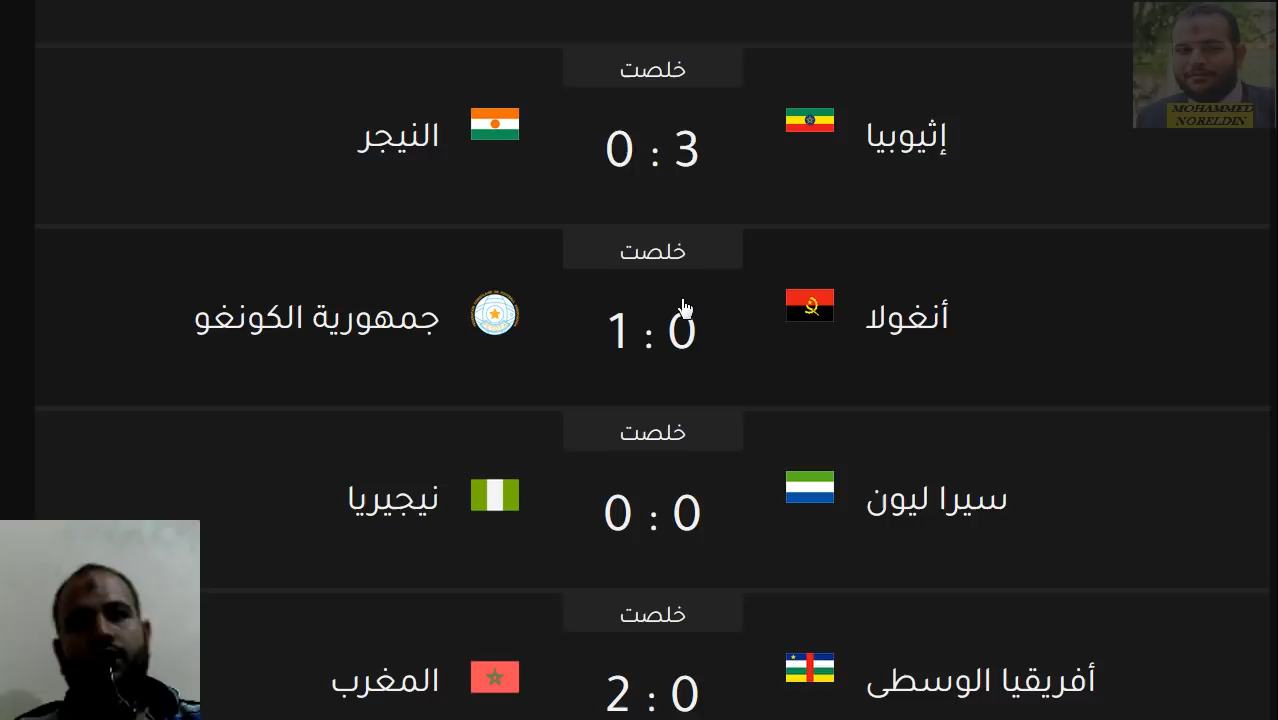 خلصت
إثيوبيا 3 : 0 النيجر
خلصت
أنغولا 0 : 1 جمهورية الكونغو
خلصت
سيرا ليون 0 : 0 نيجيريا
خلصت
أفريقيا الوسطى 0 : 2 المغرب
MOHAMMED
NORELDIN